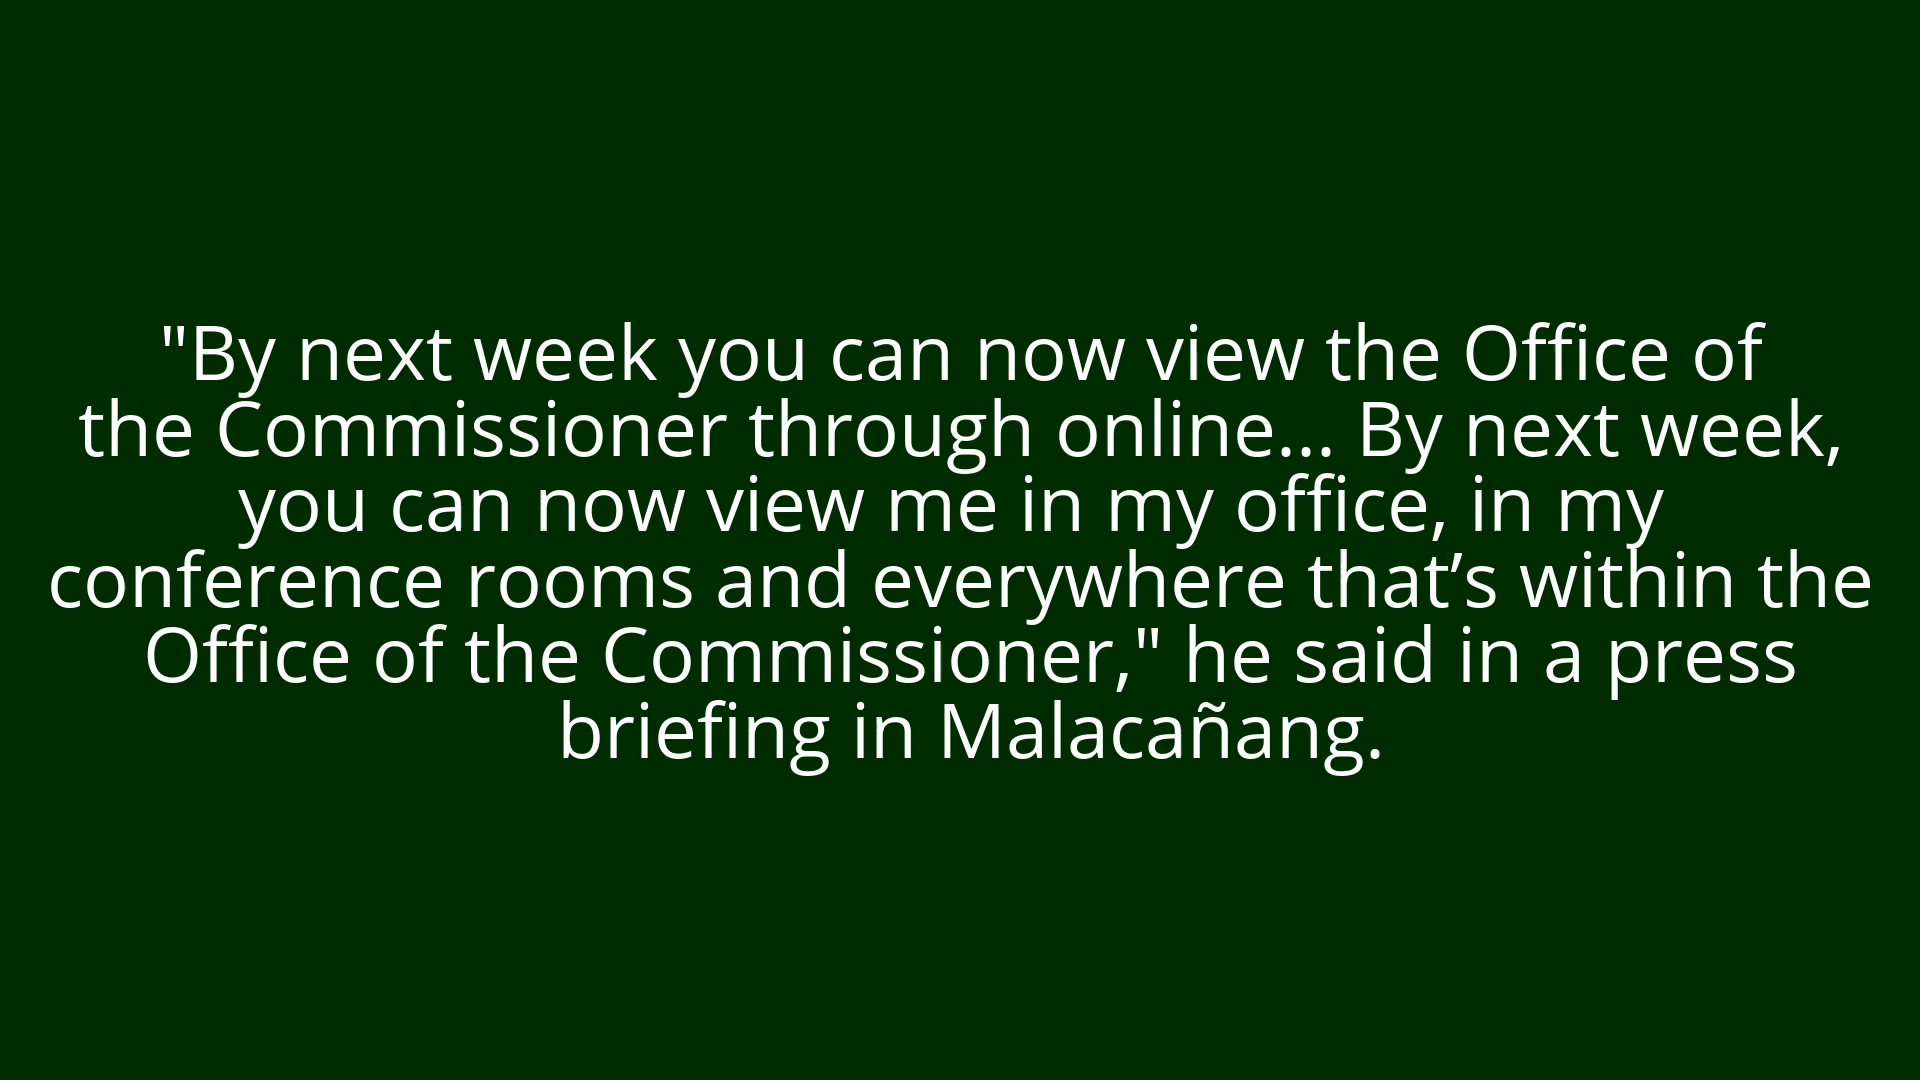 "By next week you can now view the Office of
the Commissioner through online... By next week,
you can now view me in my office, in my
conference rooms and everywhere that’s within the
Office of the Commissioner," he said in a press
briefing in Malacañang.